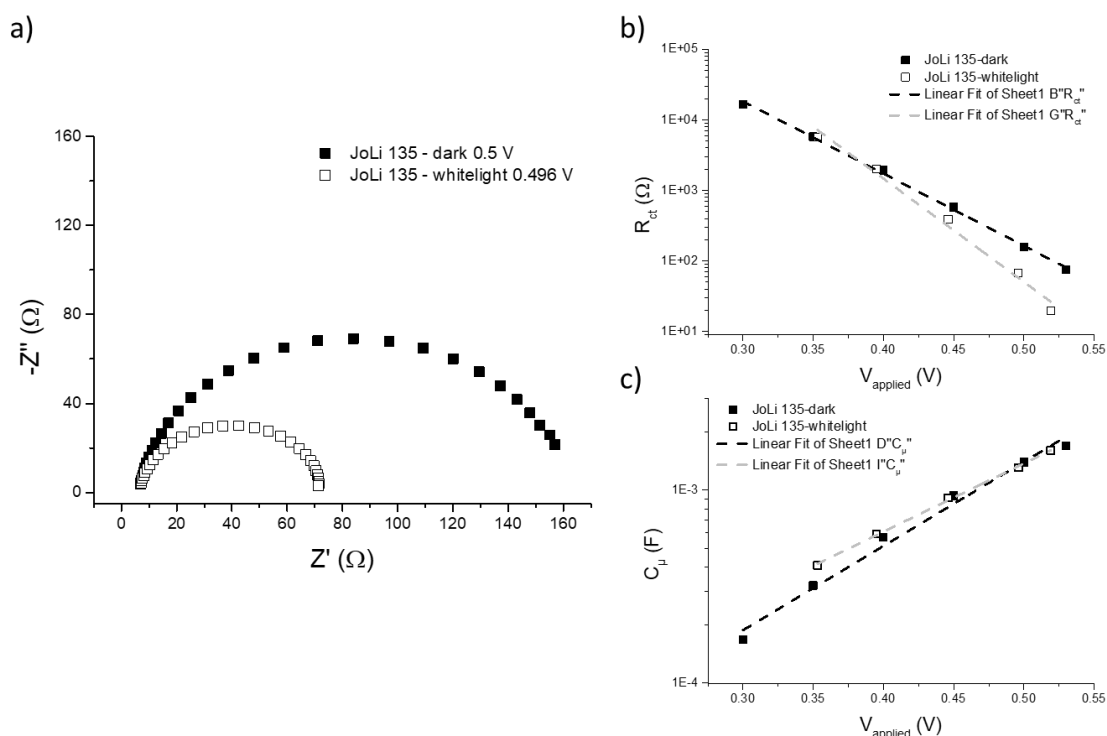 a)
160
120
80
40
0
-Z'' (Ω)
JoLi 135 - dark 0.5 V
JoLi 135 - whitelight 0.496 V
0 20 40 60 80 100 120 140 160
Z' (Ω)
b)
1E+05
1E+04
1E+03
1E+02
1E+01
R_ct (Ω)
JoLi 135-dark
JoLi 135-whitelight
Linear Fit of Sheet1 B"R_ct"
Linear Fit of Sheet1 G"R_ct"
0.30 0.35 0.40 0.45 0.50 0.55
V_applied (V)
c)
1E-3
1E-4
C_μ (F)
JoLi 135-dark
JoLi 135-whitelight
Linear Fit of Sheet1 D"C_μ"
Linear Fit of Sheet1 I"C_μ"
0.30 0.35 0.40 0.45 0.50 0.55
V_applied (V)